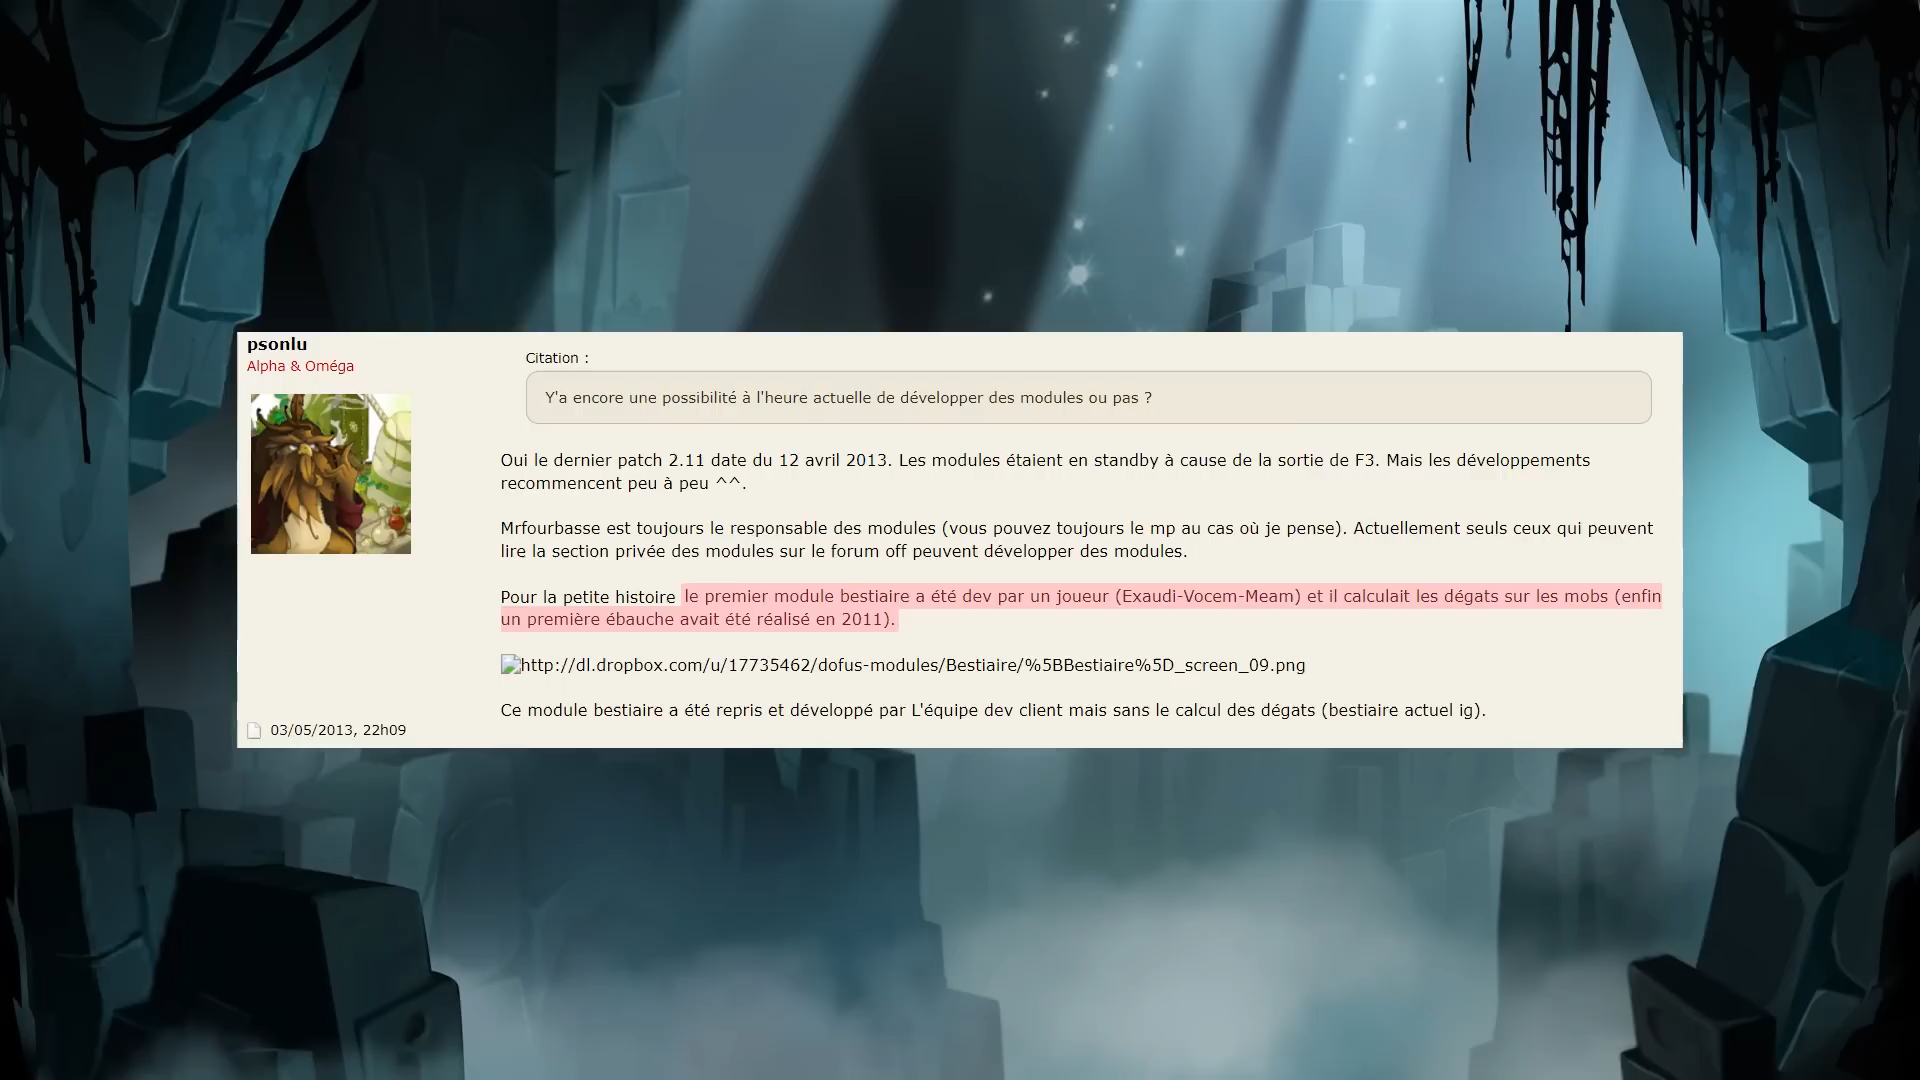 psonlu
Alpha & Oméga
Citation :
Y'a encore une possibilité à l'heure actuelle de développer des modules ou pas ?
Oui le dernier patch 2.11 date du 12 avril 2013. Les modules étaient en standby à cause de la sortie de F3. Mais les développements
recommencent peu à peu ^^.
Mrfourbasse est toujours le responsable des modules (vous pouvez toujours le mp au cas où je pense). Actuellement seuls ceux qui peuvent
lire la section privée des modules sur le forum off peuvent développer des modules.
Pour la petite histoire le premier module bestiaire a été dev par un joueur (Exaudi-Vocem-Meam) et il calculait les dégats sur les mobs (enfin
un première ébauche avait été réalisé en 2011).
http://dl.dropbox.com/u/17735462/dofus-modules/Bestiaire/%5BBestiaire%5D_screen_09.png
Ce module bestiaire a été repris et développé par L'équipe dev client mais sans le calcul des dégats (bestiaire actuel ig).
03/05/2013, 22h09